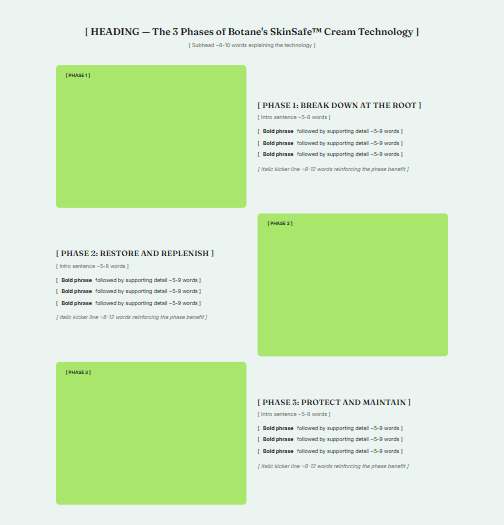 [ HEADING — The 3 Phases of Botane's SkinSafe™ Cream Technology ]
[ Subhead ~6-10 words explaining the technology ]
[ PHASE 1 ]
[ PHASE 1: BREAK DOWN AT THE ROOT ]
[ Intro sentence ~5-8 words ]
[ Bold phrase followed by supporting detail ~5-9 words ]
[ Bold phrase followed by supporting detail ~5-9 words ]
[ Bold phrase followed by supporting detail ~5-9 words ]
[ Italic kicker line ~8-12 words reinforcing the phase benefit ]
[ PHASE 2 ]
[ PHASE 2: RESTORE AND REPLENISH ]
[ Intro sentence ~5-8 words ]
[ Bold phrase followed by supporting detail ~5-9 words ]
[ Bold phrase followed by supporting detail ~5-9 words ]
[ Bold phrase followed by supporting detail ~5-9 words ]
[ Italic kicker line ~8-12 words reinforcing the phase benefit ]
[ PHASE 3 ]
[ PHASE 3: PROTECT AND MAINTAIN ]
[ Intro sentence ~5-8 words ]
[ Bold phrase followed by supporting detail ~5-9 words ]
[ Bold phrase followed by supporting detail ~5-9 words ]
[ Bold phrase followed by supporting detail ~5-9 words ]
[ Italic kicker line ~8-12 words reinforcing the phase benefit ]